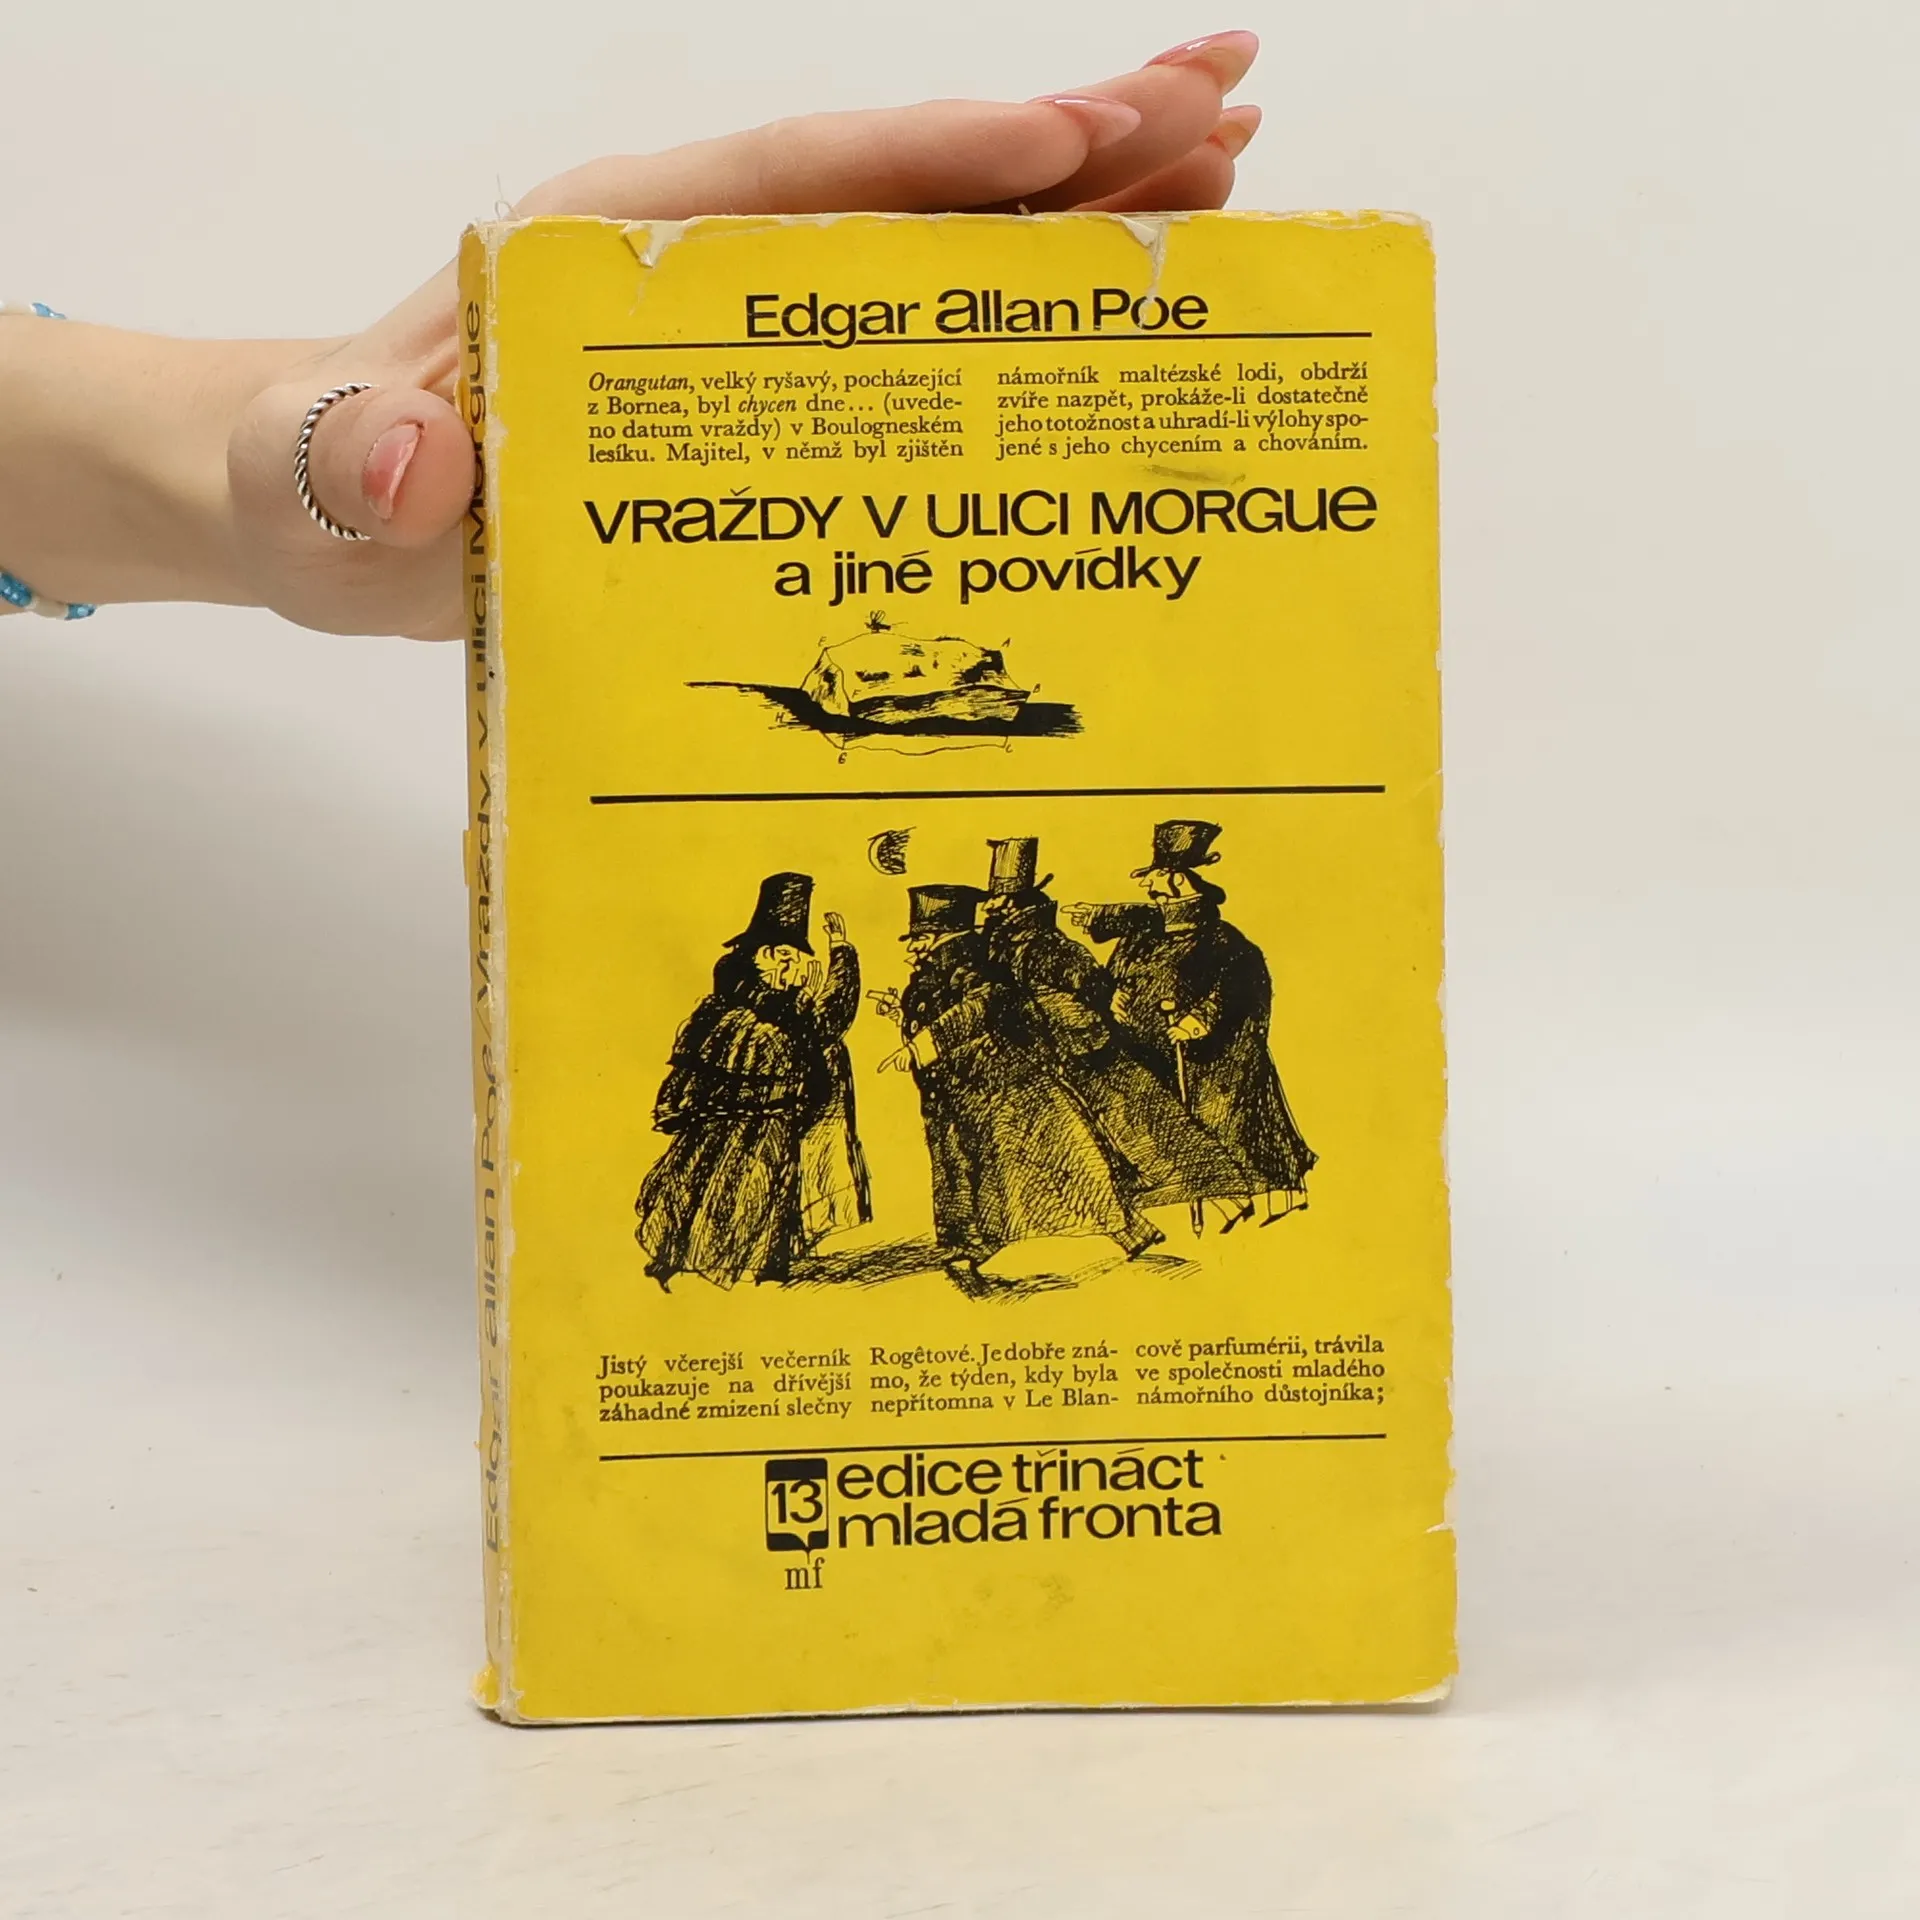 Edgar allan Poe
Orangutan, velký ryšavý, pocházející
z Bornea, byl chycen dne... (uvede-
no datum vraždy) v Boulogneském
lesíku. Majitel, v němž byl zjištěn
námořník maltézské lodi, obdrží
zvíře nazpět, prokáže-li dostatečně
jeho totožnost a uhradí-li výlohy spo-
jené s jeho chycením a chováním.
VRažDY V ULICI MORGUe
a jiné povídky
E
A
F
B
H
G
C
Jistý včerejší večerník
poukazuje na dřívější
záhadné zmizení slečny
Rogêtové. Je dobře zná-
mo, že týden, kdy byla
nepřítomna v Le Blan-
cově parfumérii, trávila
ve společnosti mladého
námořního důstojníka;
13
edice třináct
mladá fronta
mf
Edgar allan Poe/Vraždy v ulici Morgue